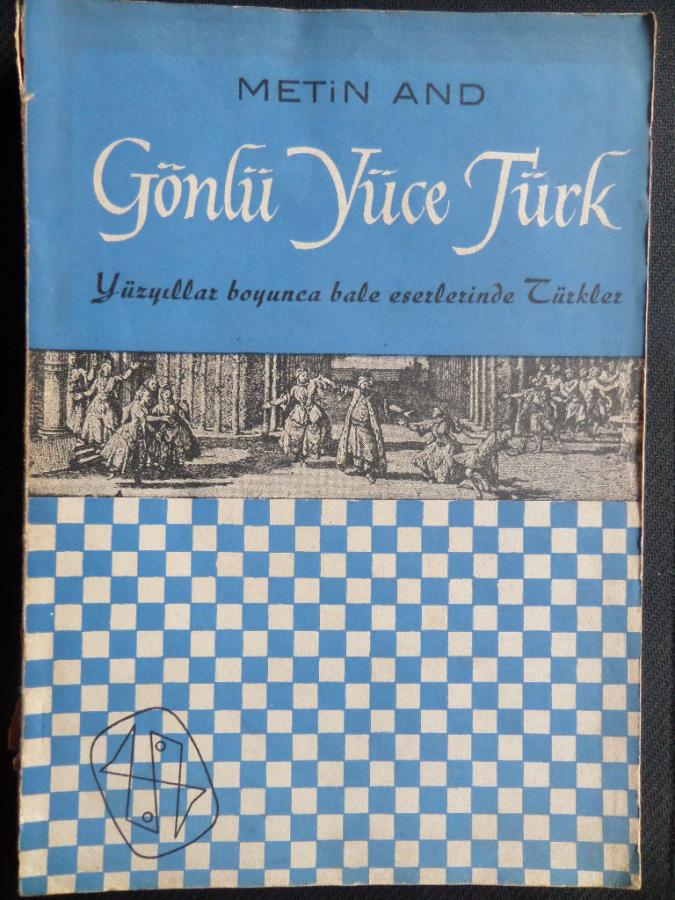 METiN AND
Gönlü Yüce Türk
Yüzyıllar boyunca bale eserlerinde Türkler